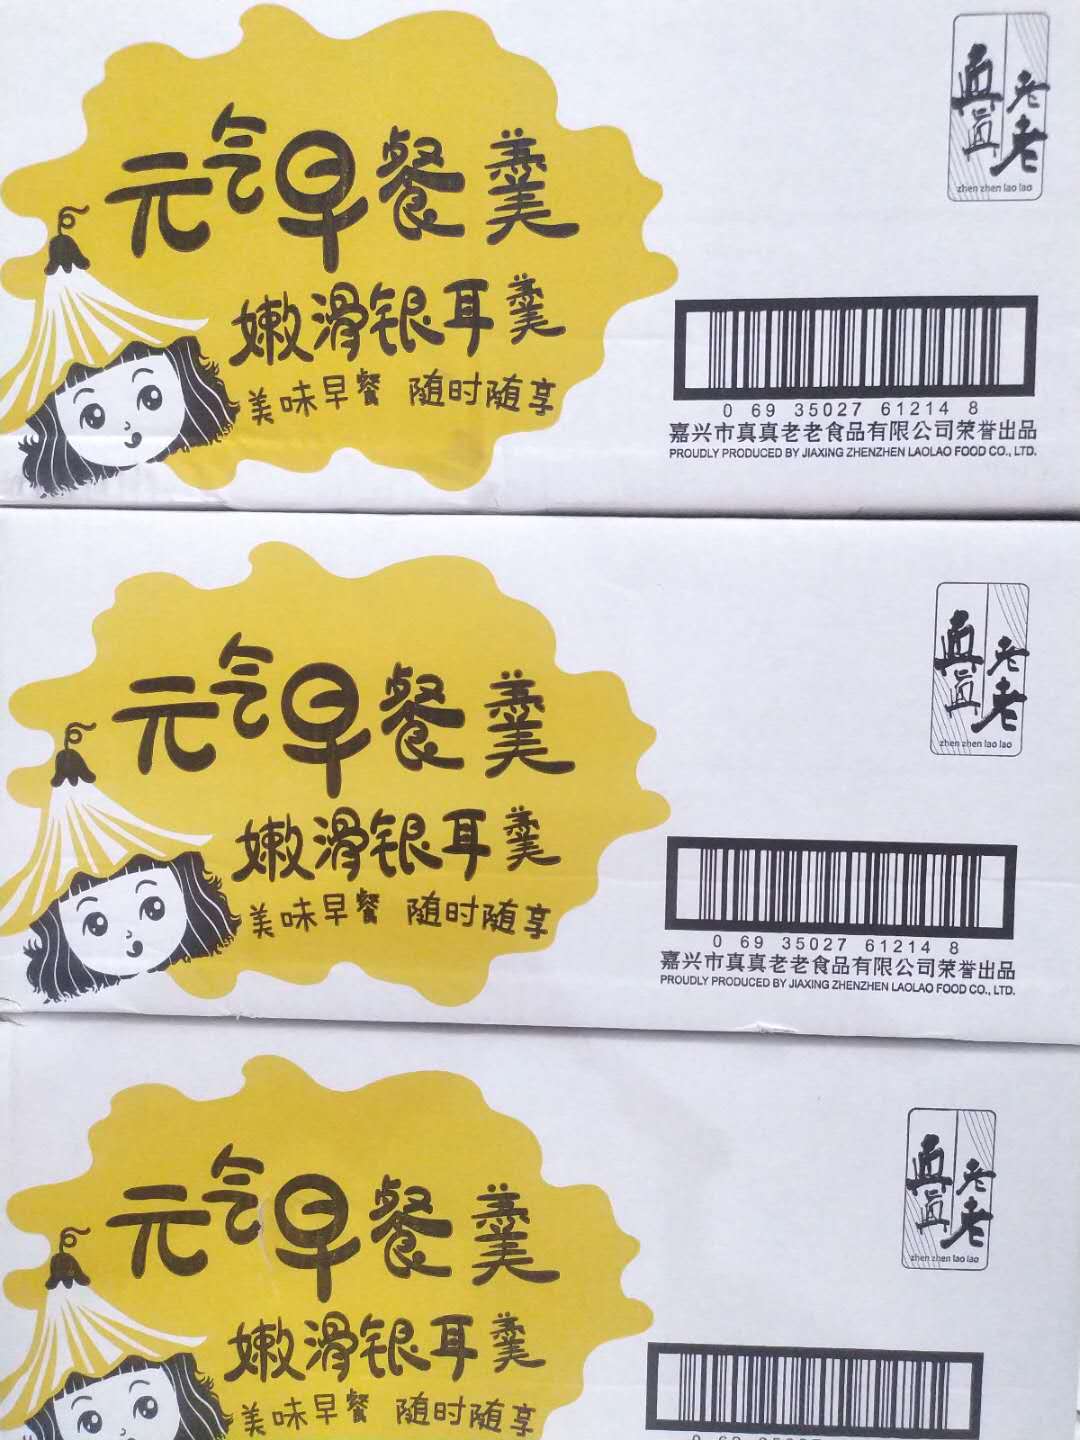 元气早餐羹
嫩滑银耳羹
美味早餐 随时随享
真真老老
zhen zhen lao lao
0 69 35027 61214 8
嘉兴市真真老老食品有限公司荣誉出品
PROUDLY PRODUCED BY JIAXING ZHENZHEN LAOLAO FOOD CO., LTD.
元气早餐羹
嫩滑银耳羹
美味早餐 随时随享
真真老老
zhen zhen lao lao
0 69 35027 61214 8
嘉兴市真真老老食品有限公司荣誉出品
PROUDLY PRODUCED BY JIAXING ZHENZHEN LAOLAO FOOD CO., LTD.
元气早餐羹
嫩滑银耳羹
美味早餐 随时随享
真真老老
zhen zhen lao lao